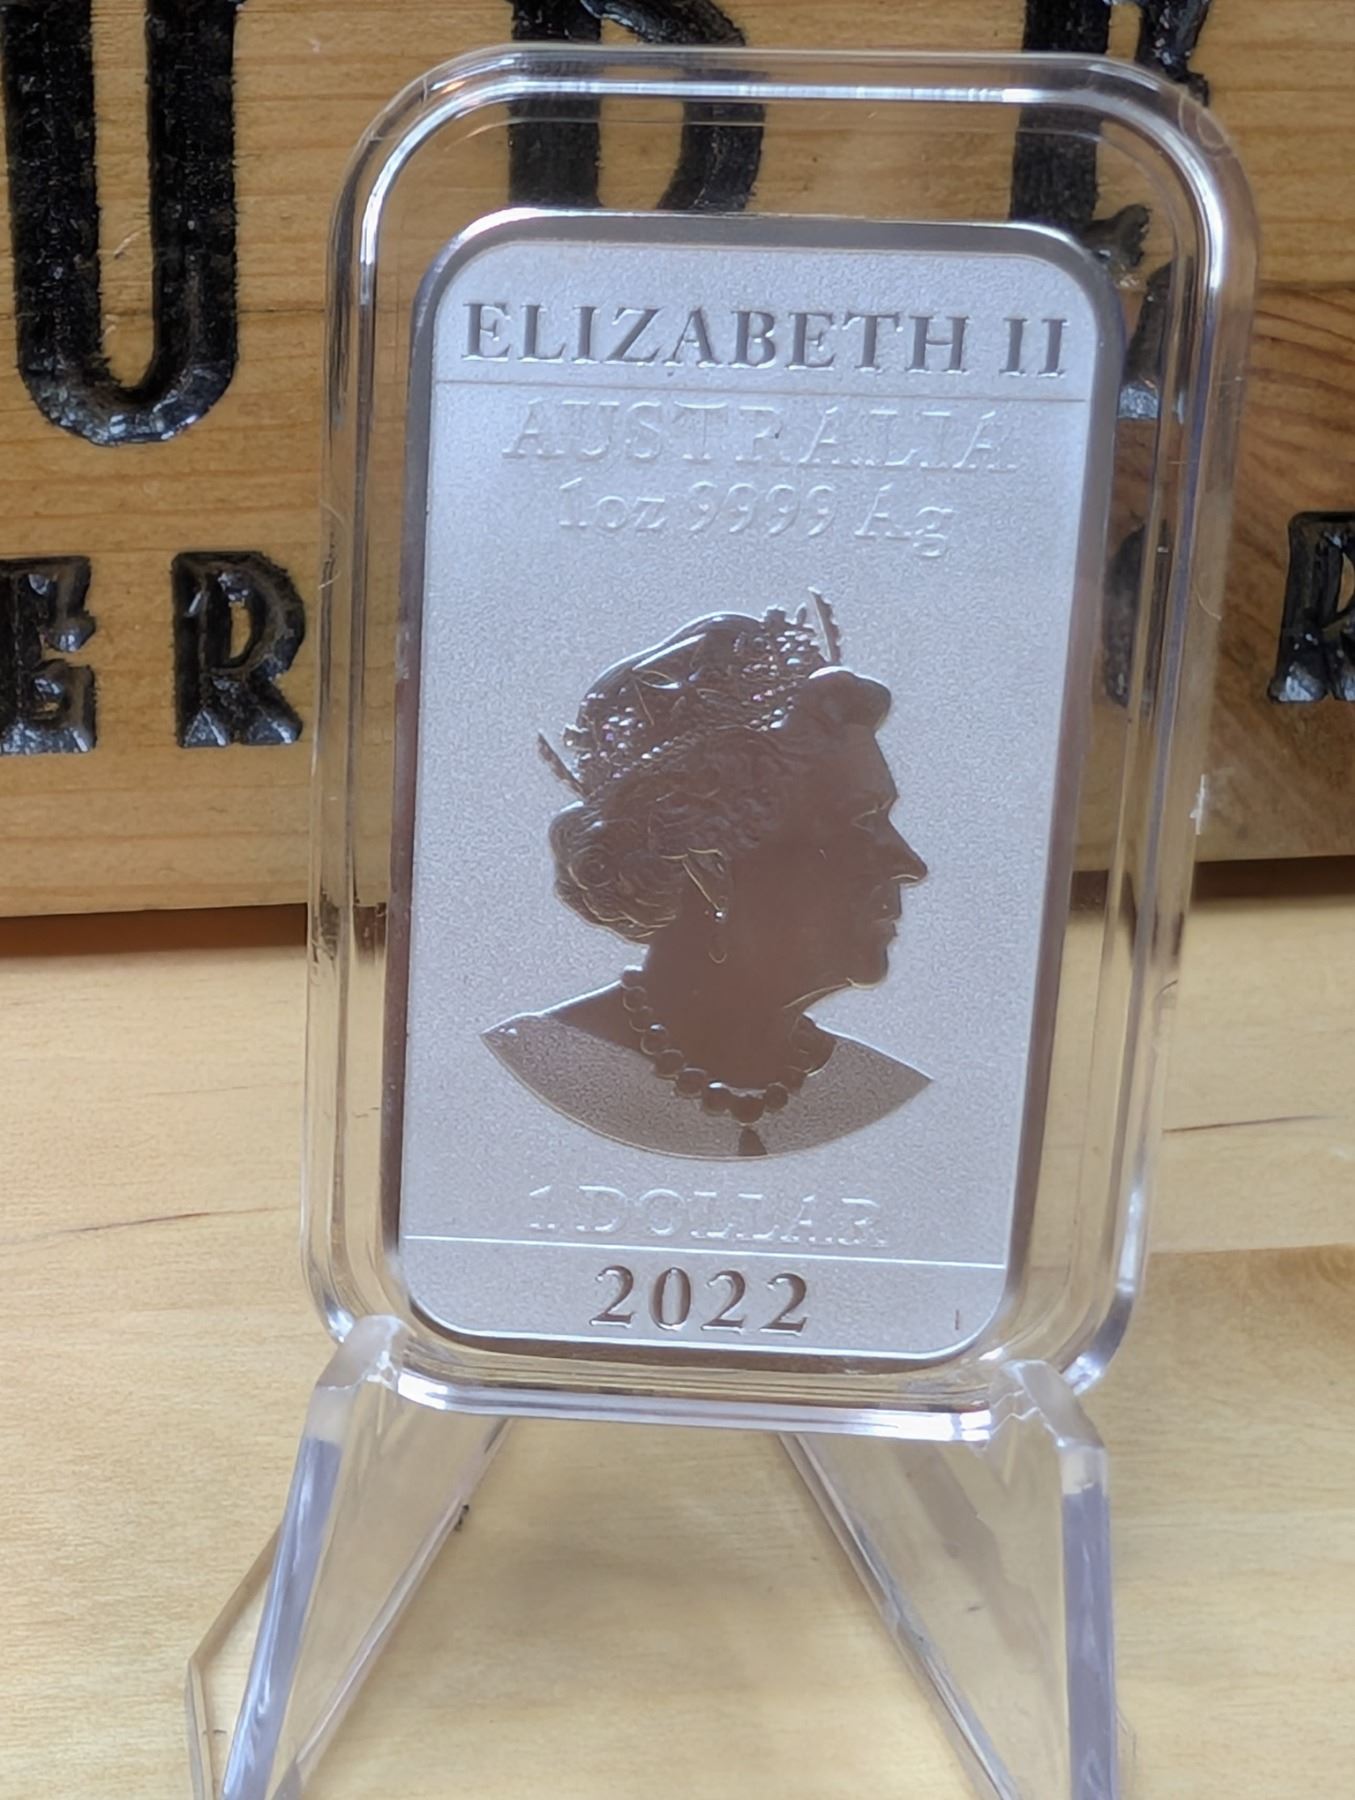 ELIZABETH II
AUSTRALIA
1oz 9999 Ag
1 DOLLAR
2022